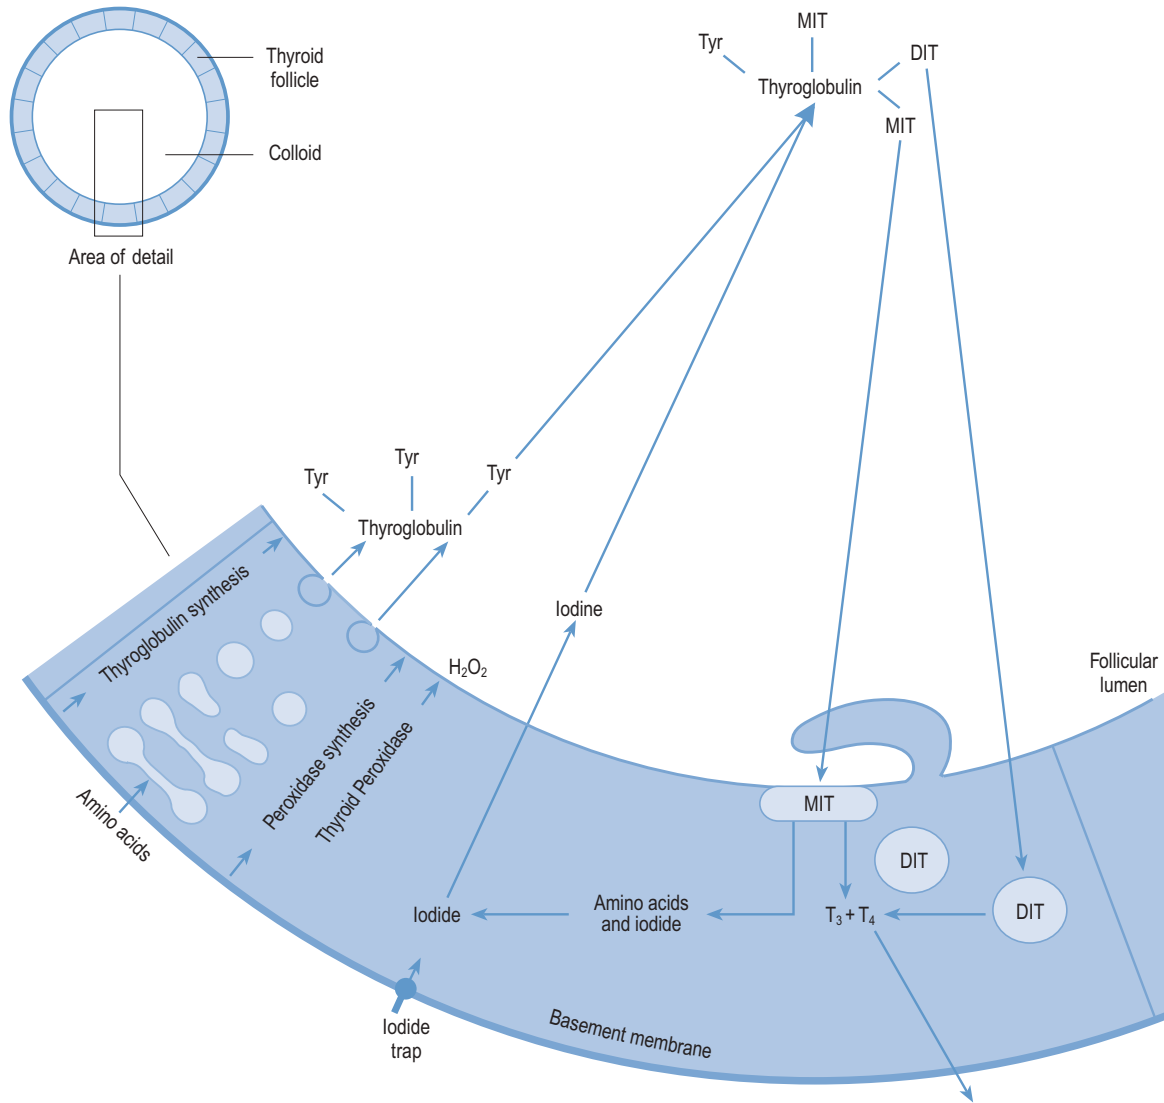 Thyroid
follicle
Colloid
Area of detail
MIT
Tyr
DIT
Thyroglobulin
MIT
Tyr
Tyr
Tyr
Thyroglobulin
Thyroglobulin synthesis
Iodine
H₂O₂
Follicular
lumen
Peroxidase synthesis
Thyroid Peroxidase
Amino acids
MIT
DIT
DIT
Iodide
Amino acids
and iodide
T₃ + T₄
Iodide
trap
Basement membrane